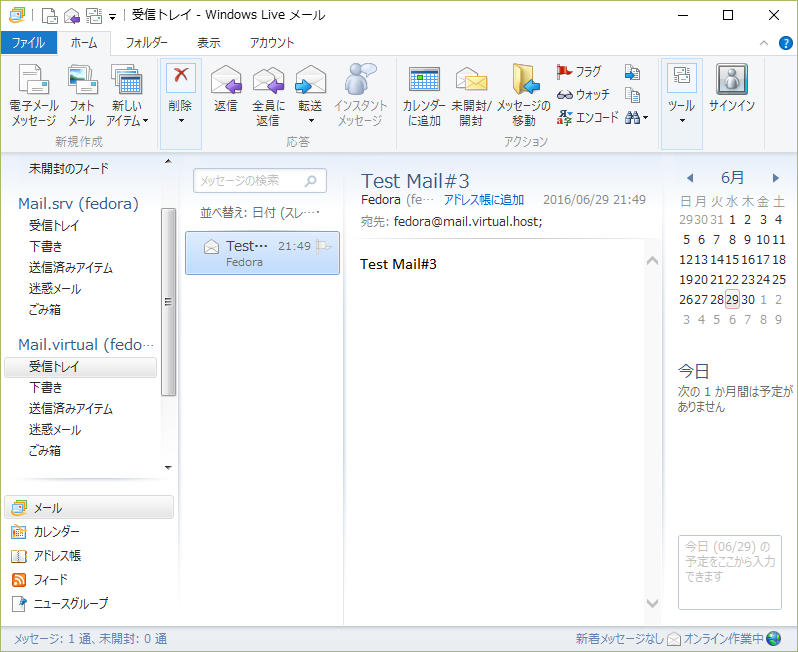 受信トレイ - Windows Live メール
ファイル ホーム フォルダー 表示 アカウント
電子メール メッセージ
フォト メール
新しい アイテム
削除
返信
全員に 返信
転送
インスタント メッセージ
カレンダー に追加
未開封/ 開封
メッセージの 移動
フラグ
ウォッチ
エンコード
ツール
サインイン
新規作成 応答 アクション
未開封のフィード
Mail.srv (fedora)
受信トレイ
下書き
送信済みアイテム
迷惑メール
ごみ箱
Mail.virtual (fedo…
受信トレイ
下書き
送信済みアイテム
迷惑メール
ごみ箱
メール
カレンダー
アドレス帳
フィード
ニュースグループ
メッセージの検索
並べ替え: 日付 (スレ…
Test… 21:49
Fedora
Test Mail#3
Fedora (fe… アドレス帳に追加 2016/06/29 21:49
宛先: fedora@mail.virtual.host;
Test Mail#3
6月
日 月 火 水 木 金 土
29 30 31 1 2 3 4
5 6 7 8 9 10 11
12 13 14 15 16 17 18
19 20 21 22 23 24 25
26 27 28 29 30 1 2
3 4 5 6 7 8 9
今日
次の 1 か月間は予定が
ありません
今日 (06/29) の
予定をここから入力
できます
メッセージ: 1 通、未開封: 0 通
新着メッセージなし オンライン作業中